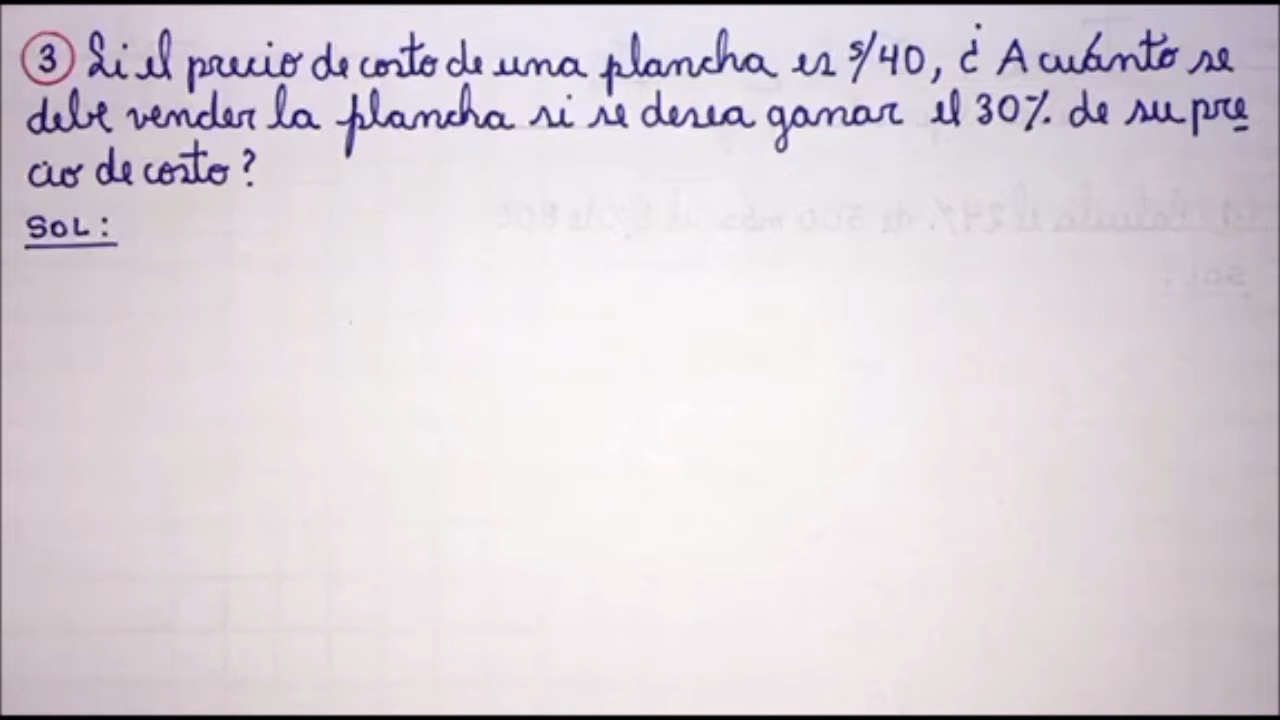 ③ Si el precio de costo de una plancha es s/40, ¿ A cuánto se
debe vender la plancha si se desea ganar el 30% de su pre
cio de costo?
SOL: